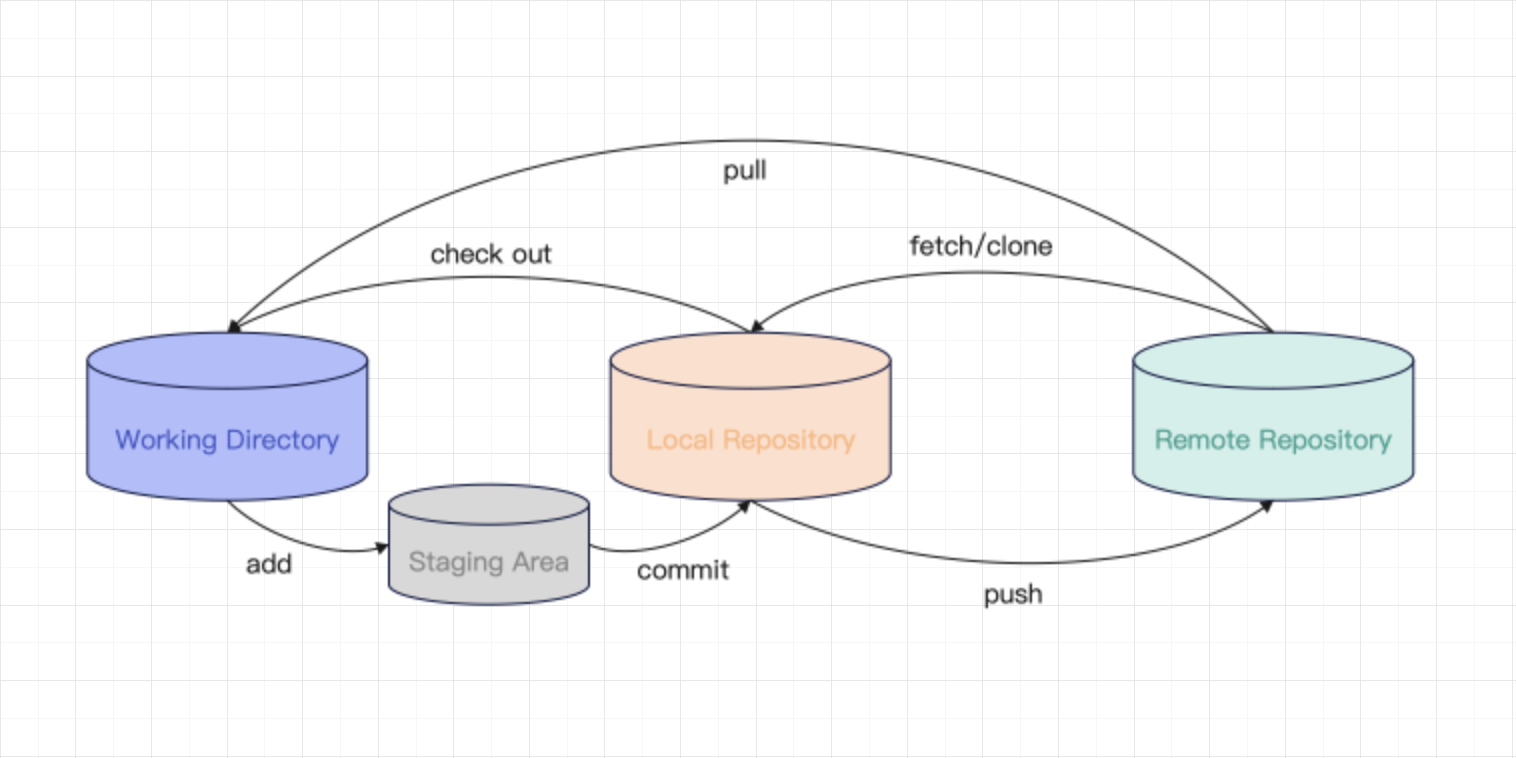 pull
check out
fetch/clone
Working Directory
Local Repository
Remote Repository
add
Staging Area
commit
push